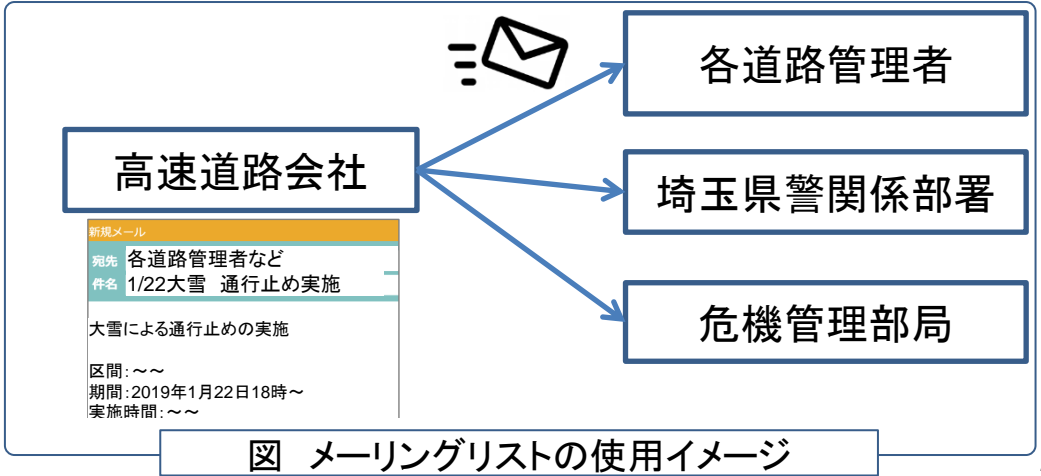 各道路管理者
高速道路会社
埼玉県警関係部署
危機管理部局
新規メール
宛先 各道路管理者など
件名 1/22大雪　通行止め実施
大雪による通行止めの実施
区間：～～
期間：2019年1月22日18時～
実施時間：～～
図　メーリングリストの使用イメージ